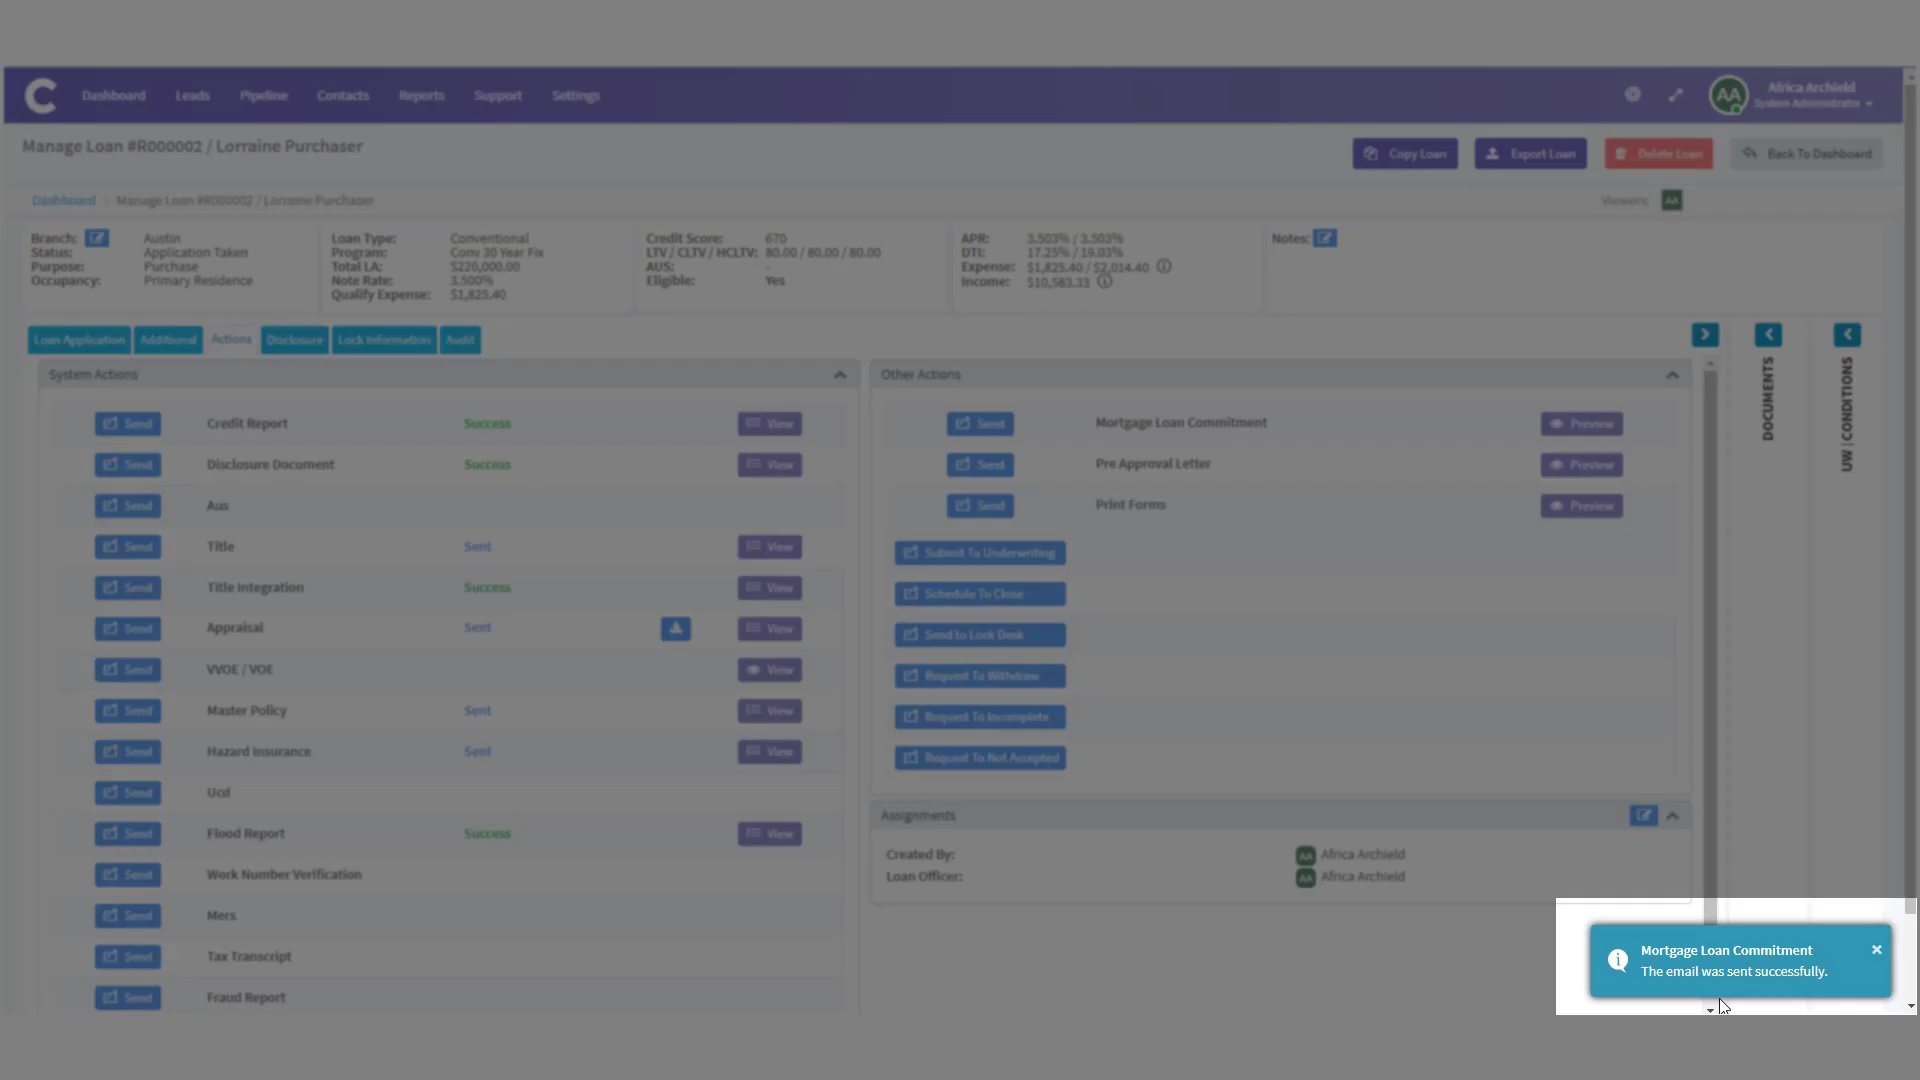 C Dashboard Leads Pipeline Contacts Reports Support Settings
AA Africa Archield
System Administrator
Manage Loan #R000002 / Lorraine Purchaser
Copy Loan Export Loan Delete Loan Back To Dashboard
Dashboard Manage Loan #R000002 / Lorraine Purchaser
Viewers: AA
Branch: Austin
Status: Application Taken
Purpose: Purchase
Occupancy: Primary Residence
Loan Type: Conventional
Program: Conv 30 Year Fix
Total LA: $220,000.00
Note Rate: 3.500%
Qualify Expense: $1,825.40
Credit Score: 670
LTV / CLTV / HCLTV: 80.00 / 80.00 / 80.00
AUS: -
Eligible: Yes
APR: 3.503% / 3.503%
DTI: 17.25% / 19.03%
Expense: $1,825.40 / $2,014.40
Income: $10,583.33
Notes:
Loan Application Additional Actions Disclosure Lock Information Audit
System Actions
Send Credit Report Success View
Send Disclosure Document Success View
Send Aus
Send Title Sent View
Send Title Integration Success View
Send Appraisal Sent View
Send VVOE / VOE View
Send Master Policy Sent View
Send Hazard Insurance Sent View
Send Ucd
Send Flood Report Success View
Send Work Number Verification
Send Mers
Send Tax Transcript
Send Fraud Report
Other Actions
Send Mortgage Loan Commitment Preview
Send Pre Approval Letter Preview
Send Print Forms Preview
Submit To Underwriting
Schedule To Close
Send to Lock Desk
Request To Withdraw
Request To Incomplete
Request To Not Accepted
Assignments
Created By: AA Africa Archield
Loan Officer: AA Africa Archield
DOCUMENTS
UW | CONDITIONS
Mortgage Loan Commitment
The email was sent successfully.